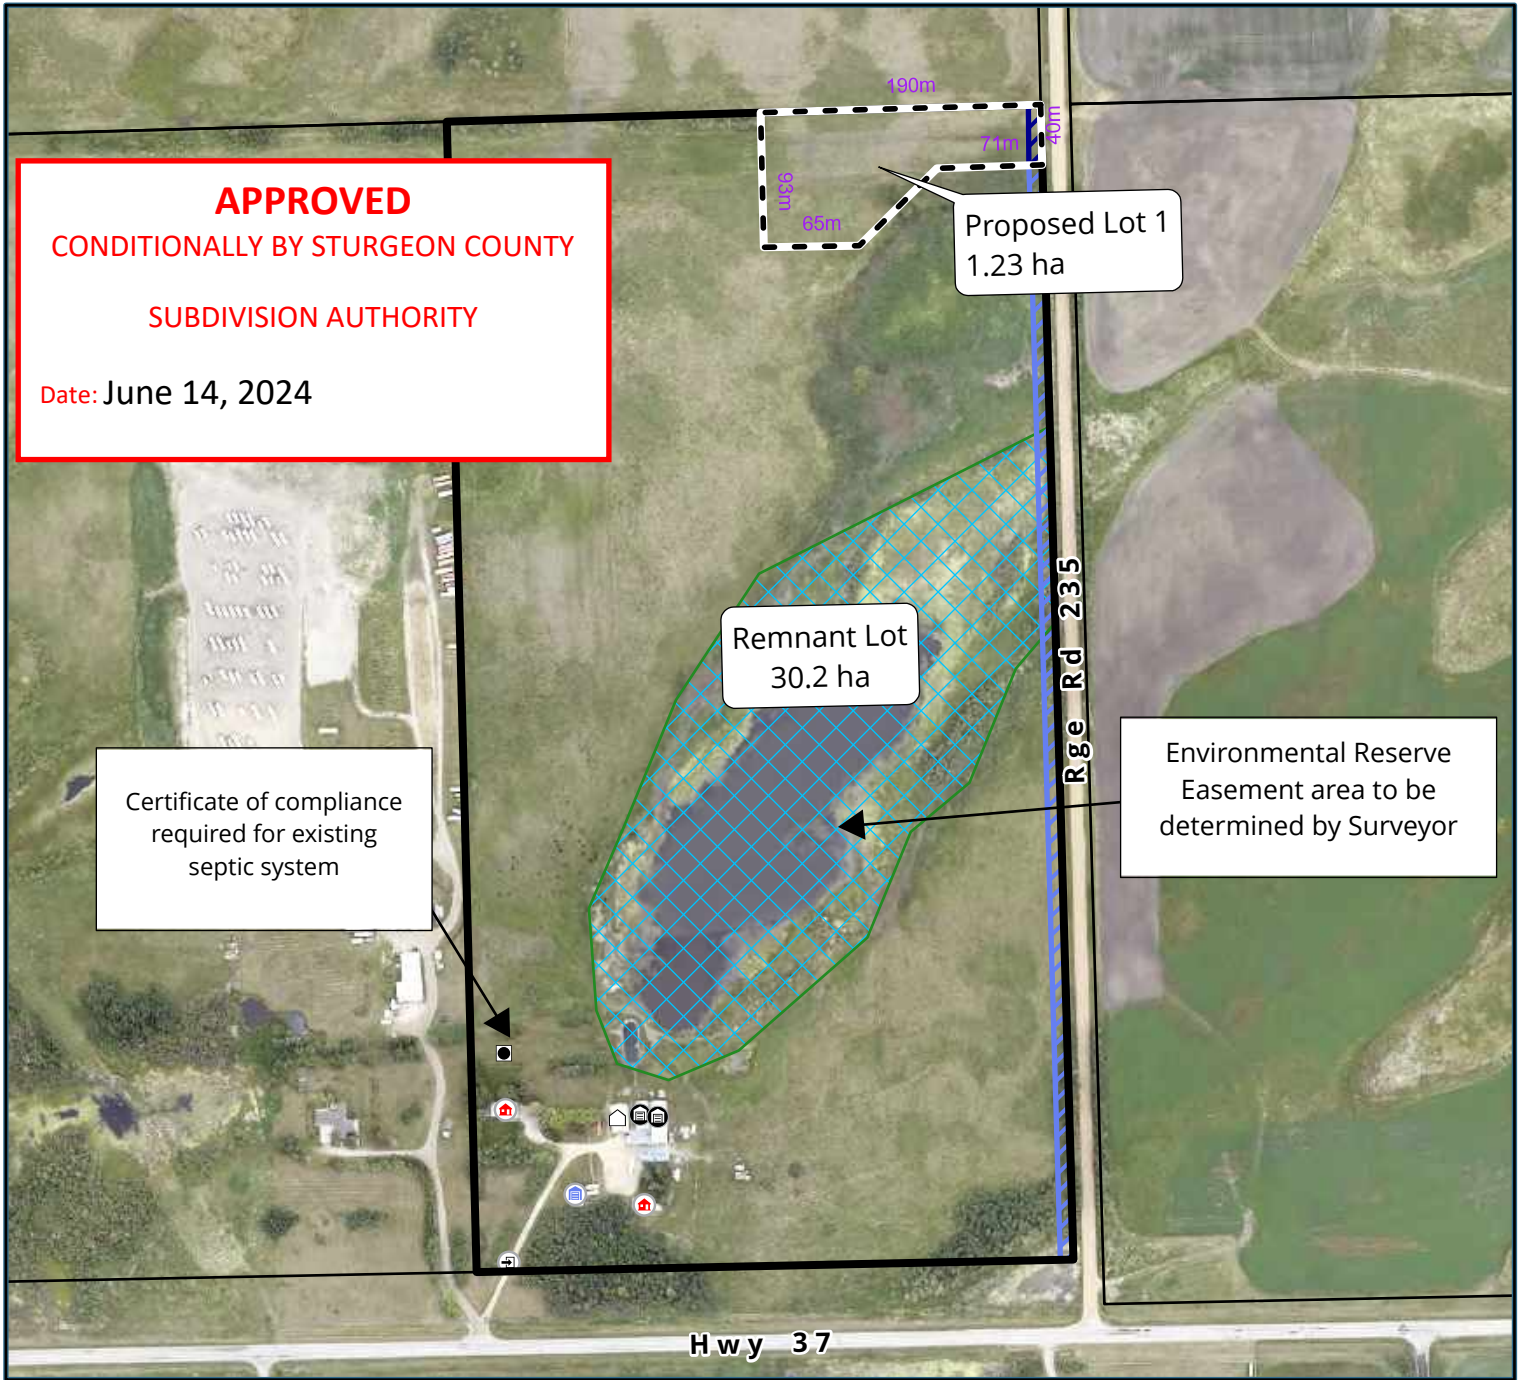 190m
40m
71m
93m
65m
APPROVED
CONDITIONALLY BY STURGEON COUNTY
SUBDIVISION AUTHORITY
Date: June 14, 2024
Proposed Lot 1
1.23 ha
Remnant Lot
30.2 ha
Rge Rd 235
Environmental Reserve
Easement area to be
determined by Surveyor
Certificate of compliance
required for existing
septic system
Hwy 37